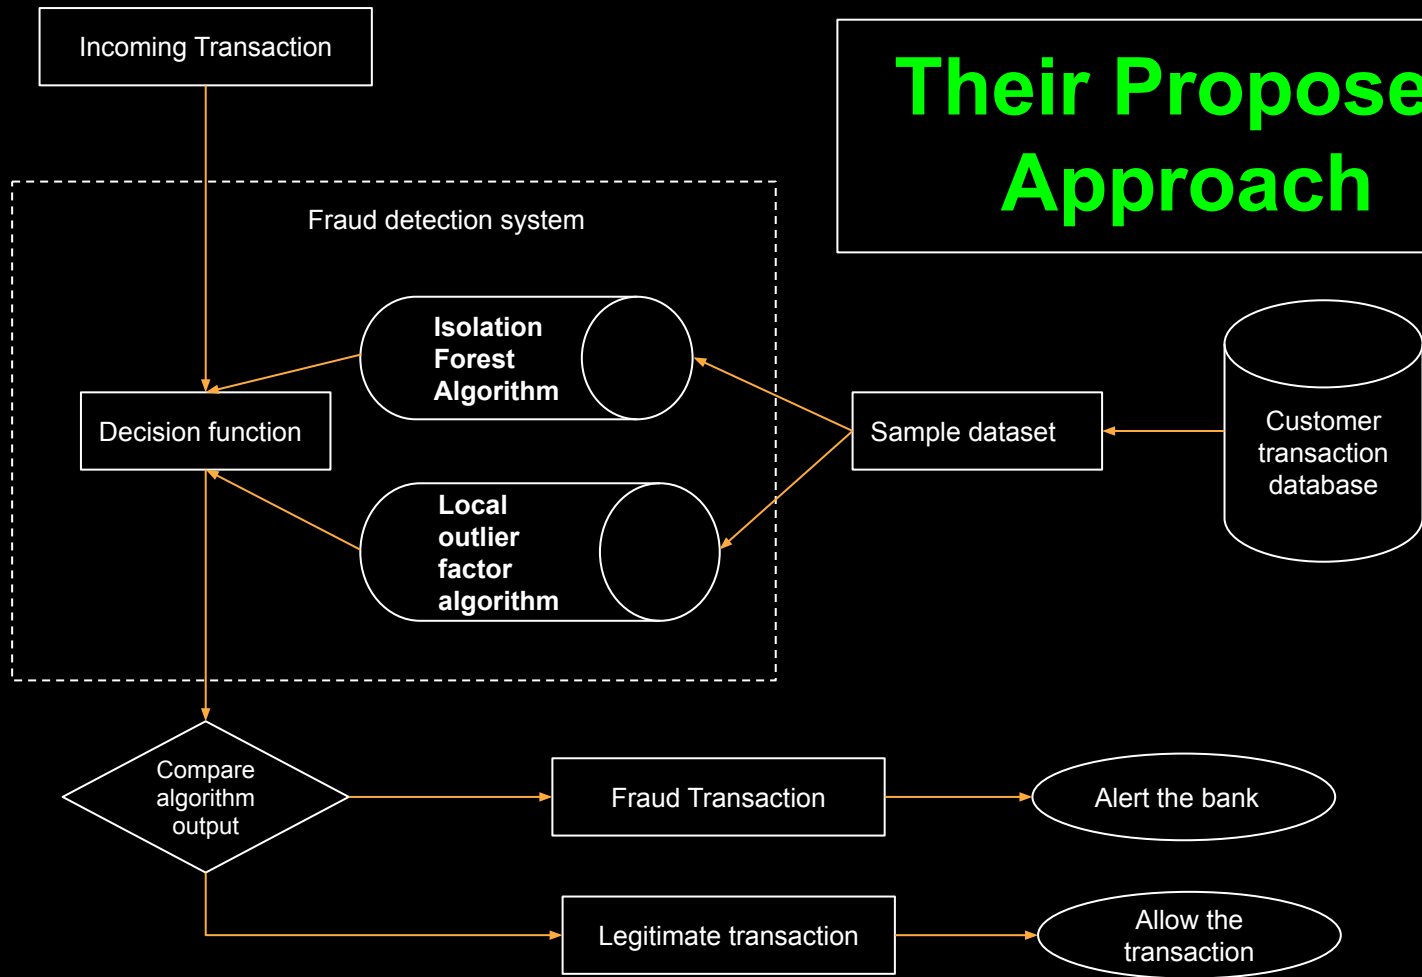 Incoming Transaction
Their Propose
Approach
Fraud detection system
Isolation
Forest
Algorithm
Decision function
Sample dataset
Customer
transaction
database
Local
outlier
factor
algorithm
Compare
algorithm
output
Fraud Transaction
Alert the bank
Legitimate transaction
Allow the
transaction